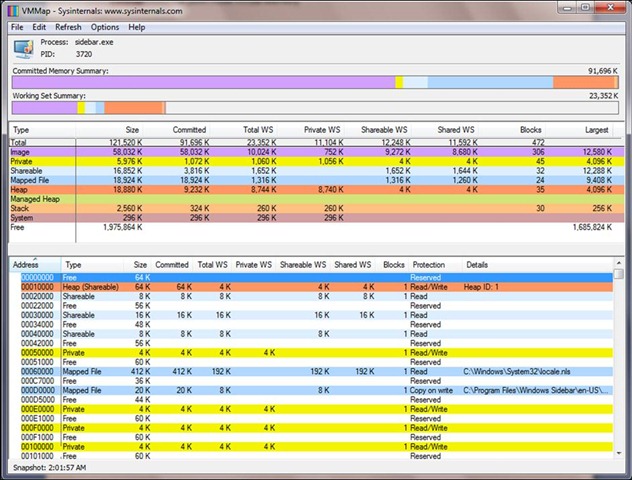 VMMap - Sysinternals: www.sysinternals.com
File Edit Refresh Options Help
Process: sidebar.exe
PID: 3720
Committed Memory Summary: 91,696 K
Working Set Summary: 23,352 K
Type Size Committed Total WS Private WS Shareable WS Shared WS Blocks Largest
Total 121,520 K 91,696 K 23,352 K 11,104 K 12,248 K 11,592 K 472
Image 58,032 K 58,032 K 10,024 K 752 K 9,272 K 8,680 K 306 12,580 K
Private 5,976 K 1,072 K 1,060 K 1,056 K 4 K 4 K 45 4,096 K
Shareable 16,852 K 3,816 K 1,652 K 1,652 K 1,644 K 32 12,288 K
Mapped File 18,924 K 18,924 K 1,316 K 1,316 K 1,260 K 24 9,408 K
Heap 18,880 K 9,232 K 8,744 K 8,740 K 4 K 4 K 35 4,096 K
Managed Heap
Stack 2,560 K 324 K 260 K 260 K 30 256 K
System 296 K 296 K 296 K 296 K
Free 1,975,864 K 1,685,824 K
Address Type Size Committed Total WS Private WS Shareable WS Shared WS Blocks Protection Details
00000000 Free 64 K Reserved
00010000 Heap (Shareable) 64 K 64 K 4 K 4 K 4 K 1 Read/Write Heap ID: 1
00020000 Shareable 8 K 8 K 8 K 8 K 8 K 1 Read
00022000 Free 56 K Reserved
00030000 Shareable 16 K 16 K 16 K 16 K 16 K 1 Read
00034000 Free 48 K Reserved
00040000 Shareable 8 K 8 K 8 K 8 K 8 K 1 Read
00042000 Free 56 K Reserved
00050000 Private 4 K 4 K 4 K 4 K 1 Read/Write
00051000 Free 60 K Reserved
00060000 Mapped File 412 K 412 K 192 K 192 K 192 K 1 Read C:\Windows\System32\locale.nls
000C7000 Free 36 K Reserved
000D0000 Mapped File 20 K 20 K 8 K 8 K 8 K 1 Copy on write C:\Program Files\Windows Sidebar\en-US\...
000D5000 Free 44 K Reserved
000E0000 Private 4 K 4 K 4 K 4 K 1 Read/Write
000E1000 Free 60 K Reserved
000F0000 Private 4 K 4 K 4 K 4 K 1 Read/Write
000F1000 Free 60 K Reserved
00100000 Private 4 K 4 K 4 K 4 K 1 Read/Write
00101000 Free 60 K Reserved
Snapshot: 2:01:57 AM